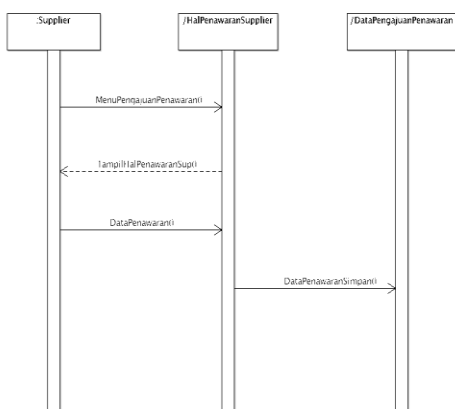 :Supplier
/HalPenawaranSupplier
/DataPengajuanPenawaran
MenuPengajuanPenawaran()
TampilHalPenawaranSup()
DataPenawaran()
DataPenawaranSimpan()